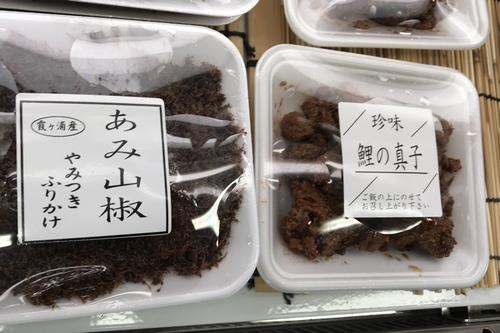 霞ヶ浦産
あみ山椒
やみつき
ふりかけ
珍味
鯉の真子
ご飯の上にのせて
お召し上がり下さい